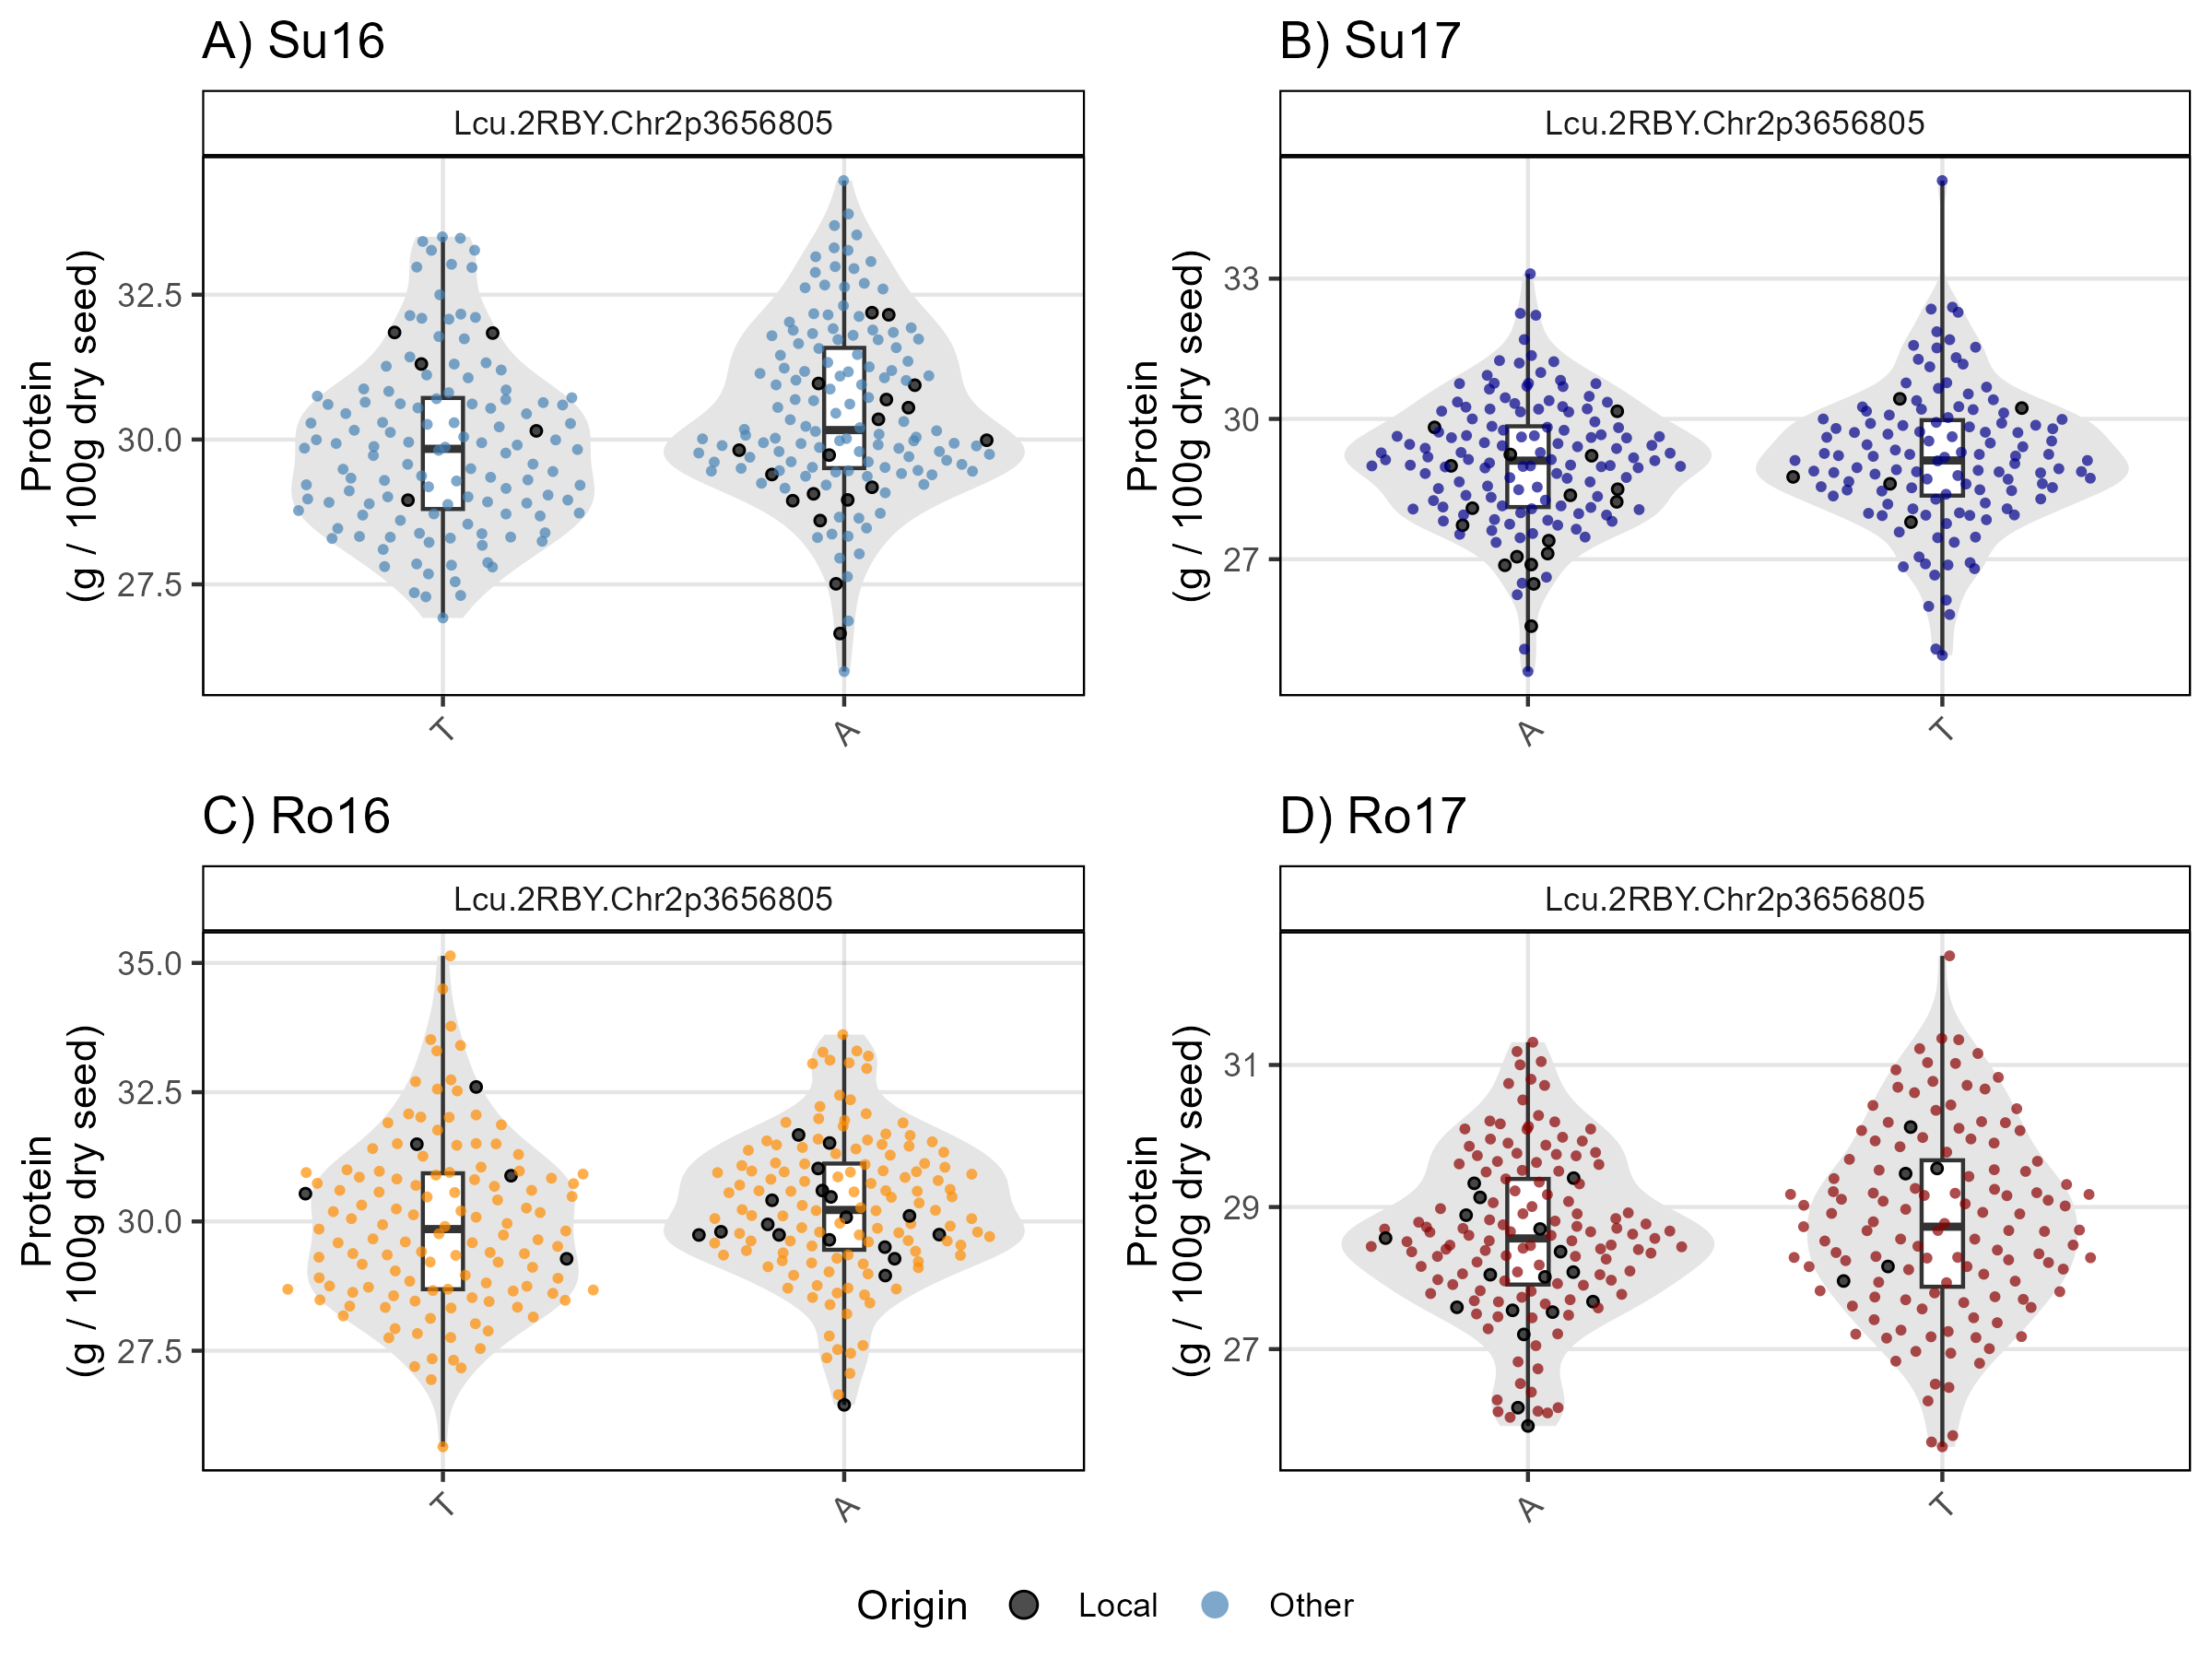 A) Su16
Lcu.2RBY.Chr2p3656805
Protein
(g / 100g dry seed)
32.5
30.0
27.5
T
A
B) Su17
Lcu.2RBY.Chr2p3656805
Protein
(g / 100g dry seed)
33
30
27
A
T
C) Ro16
Lcu.2RBY.Chr2p3656805
Protein
(g / 100g dry seed)
35.0
32.5
30.0
27.5
T
A
D) Ro17
Lcu.2RBY.Chr2p3656805
Protein
(g / 100g dry seed)
31
29
27
A
T
Origin Local Other